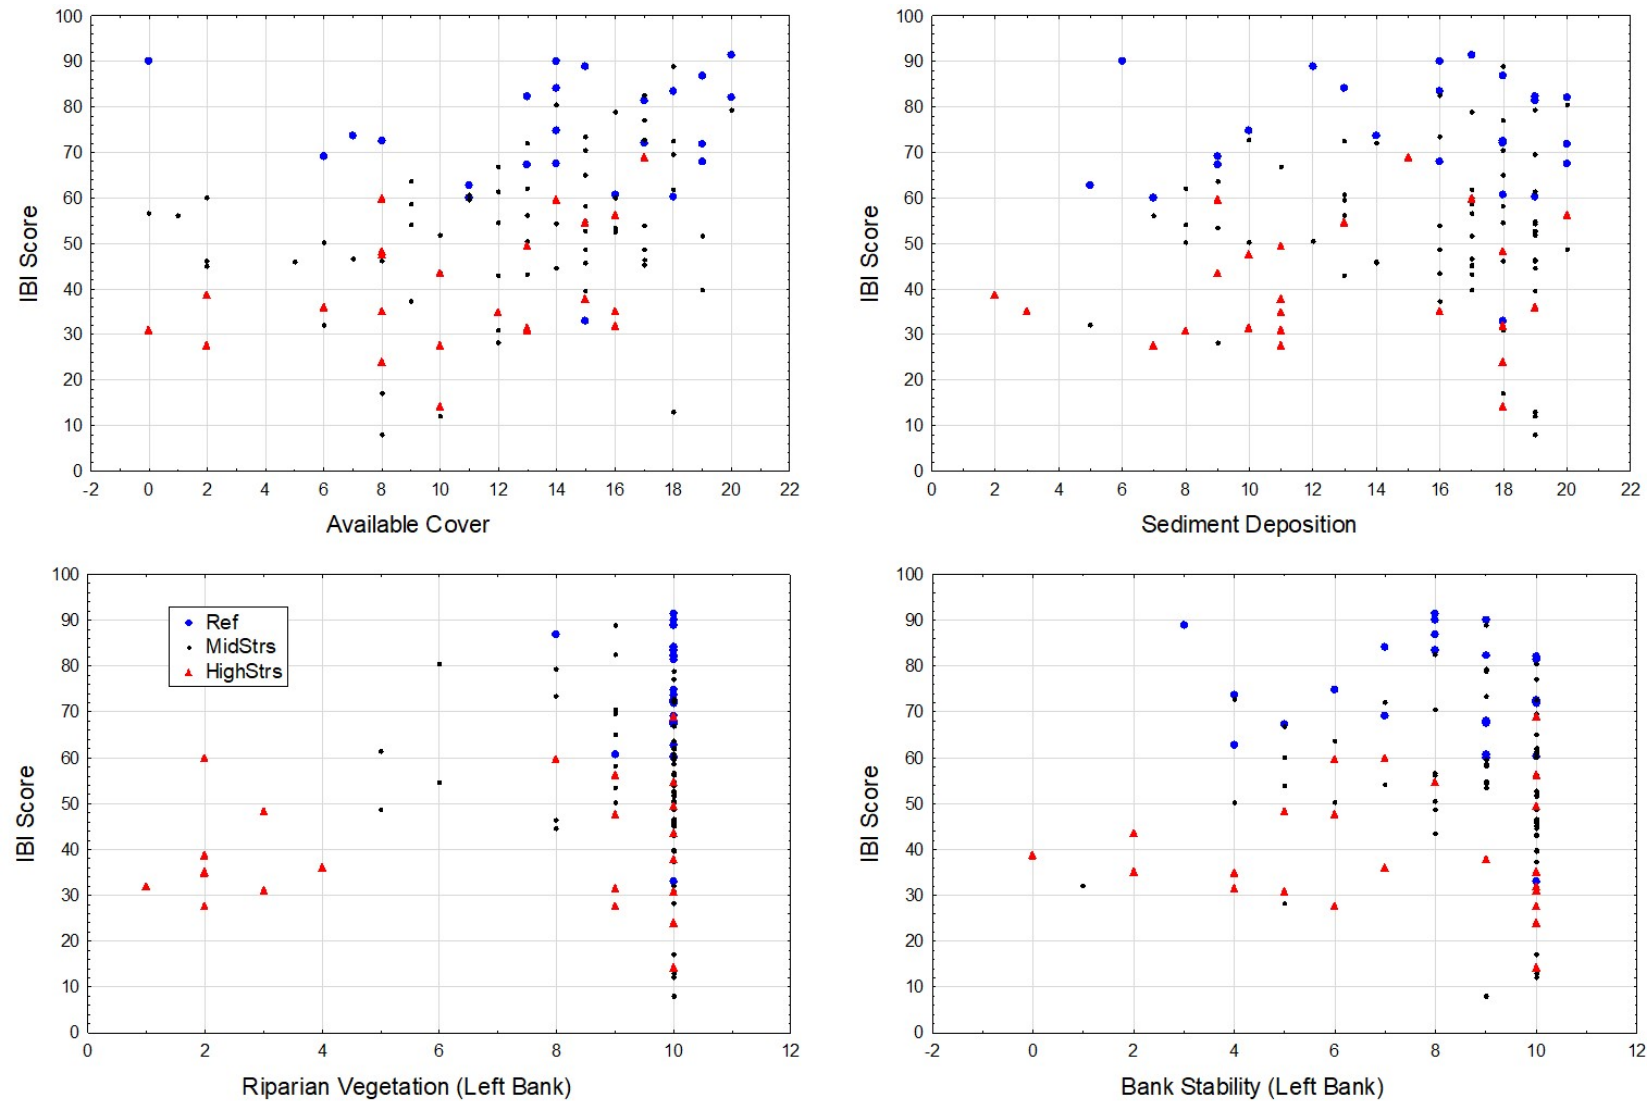 100
90
80
70
60
50
40
30
20
10
0
IBI Score
-2 0 2 4 6 8 10 12 14 16 18 20 22
Available Cover
100
90
80
70
60
50
40
30
20
10
0
IBI Score
0 2 4 6 8 10 12 14 16 18 20 22
Sediment Deposition
100
90
80
70
60
50
40
30
20
10
0
IBI Score
Ref
MidStrs
HighStrs
0 2 4 6 8 10 12
Riparian Vegetation (Left Bank)
100
90
80
70
60
50
40
30
20
10
0
IBI Score
-2 0 2 4 6 8 10 12
Bank Stability (Left Bank)